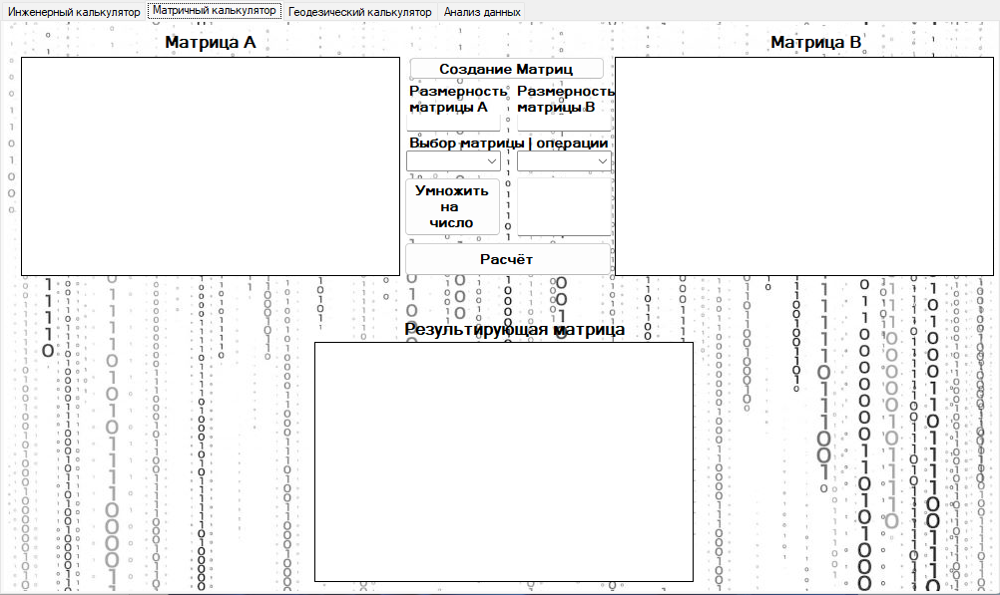 Инженерный калькулятор Матричный калькулятор Геодезический калькулятор Анализ данных
Матрица A
Матрица B
Создание Матриц
Размерность
матрицы A
Размерность
матрицы B
Выбор матрицы | операции
Умножить
на
число
Расчёт
Результирующая матрица